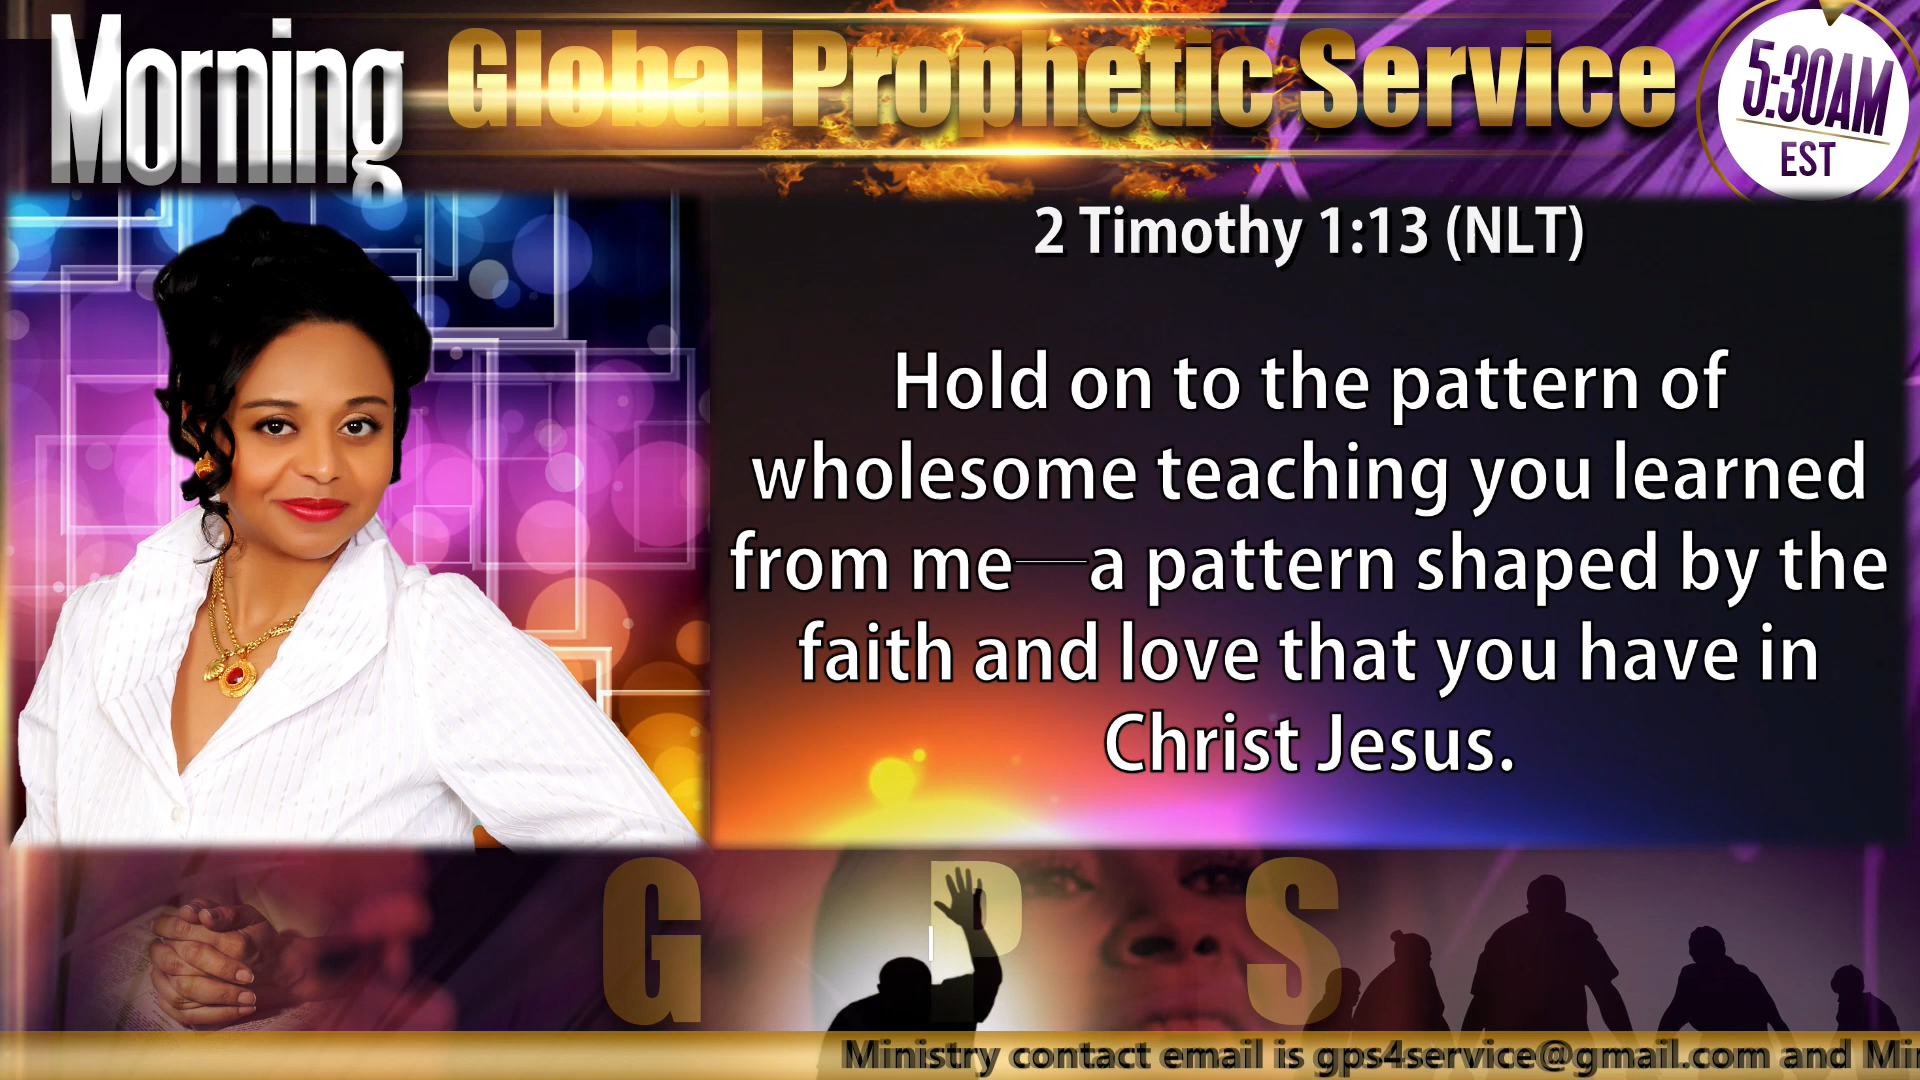 Morning Global Prophetic Service
5:30AM
EST
2 Timothy 1:13 (NLT)
Hold on to the pattern of
wholesome teaching you learned
from me—a pattern shaped by the
faith and love that you have in
Christ Jesus.
G P S
Ministry contact email is gps4service@gmail.com and